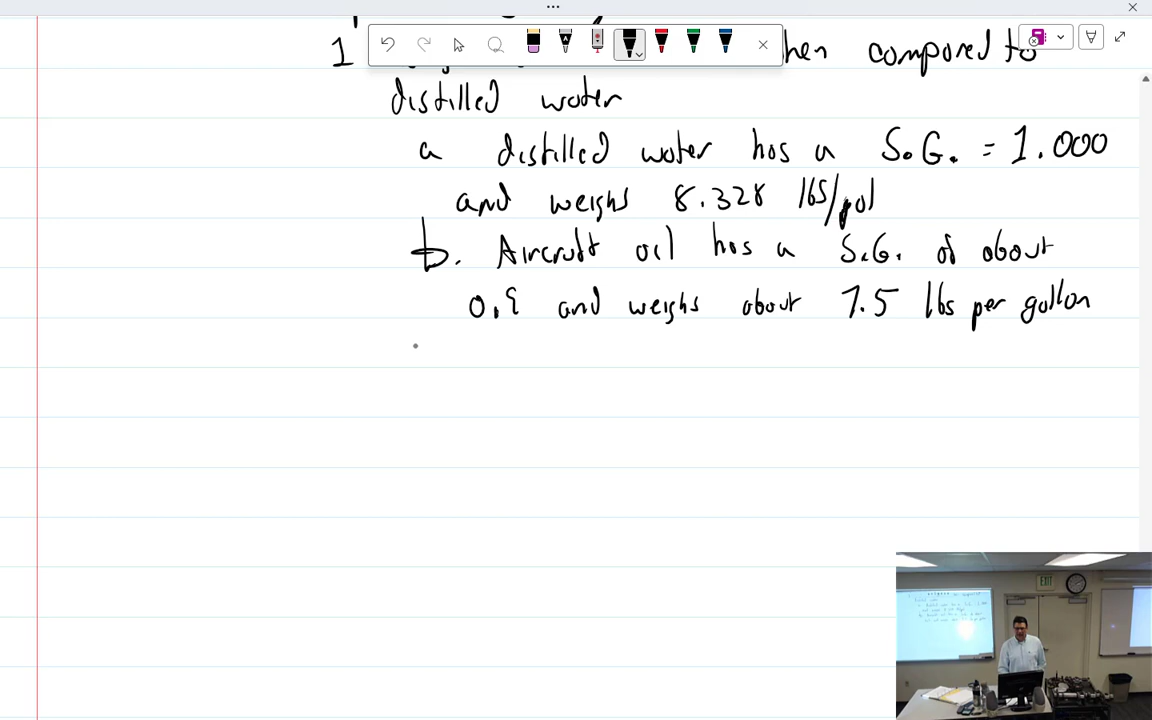 1 hen compared to
distilled water
a distilled water has a S.G. = 1.000
and weighs 8.328 lbs/gal
b. Aircraft oil has a S.G. of about
0.9 and weighs about 7.5 lbs per gallon
EXIT